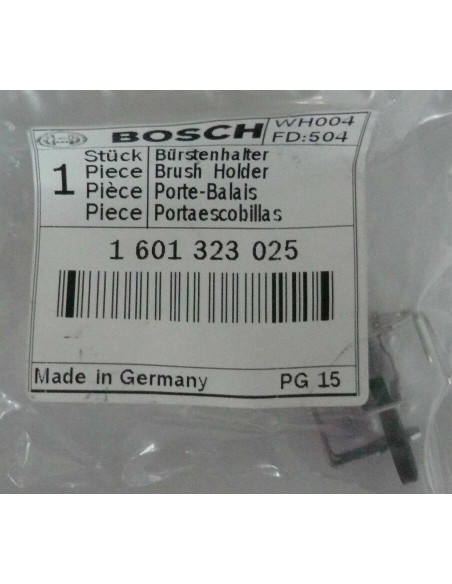 BOSCH WH004
FD:504
1 Stück Bürstenhalter
Piece Brush Holder
Pièce Porte-Balais
Piece Portaescobillas
1 601 323 025
Made in Germany PG 15